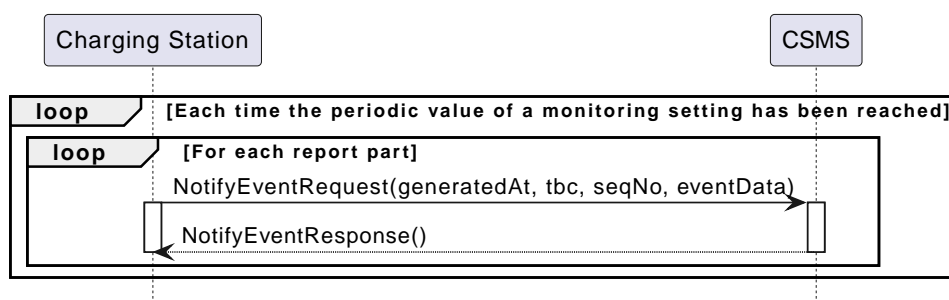 Charging Station
CSMS
loop
[Each time the periodic value of a monitoring setting has been reached]
loop
[For each report part]
NotifyEventRequest(generatedAt, tbc, seqNo, eventData)
NotifyEventResponse()